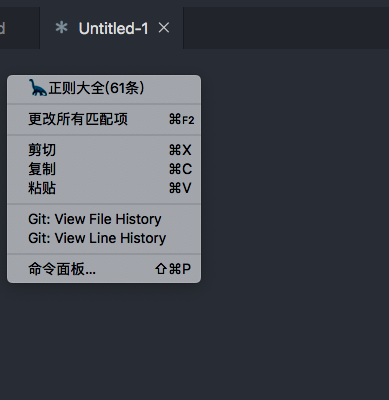 d
Untitled-1
🦕正则大全(61条)
更改所有匹配项 ⌘F2
剪切 ⌘X
复制 ⌘C
粘贴 ⌘V
Git: View File History
Git: View Line History
命令面板... ⇧⌘P